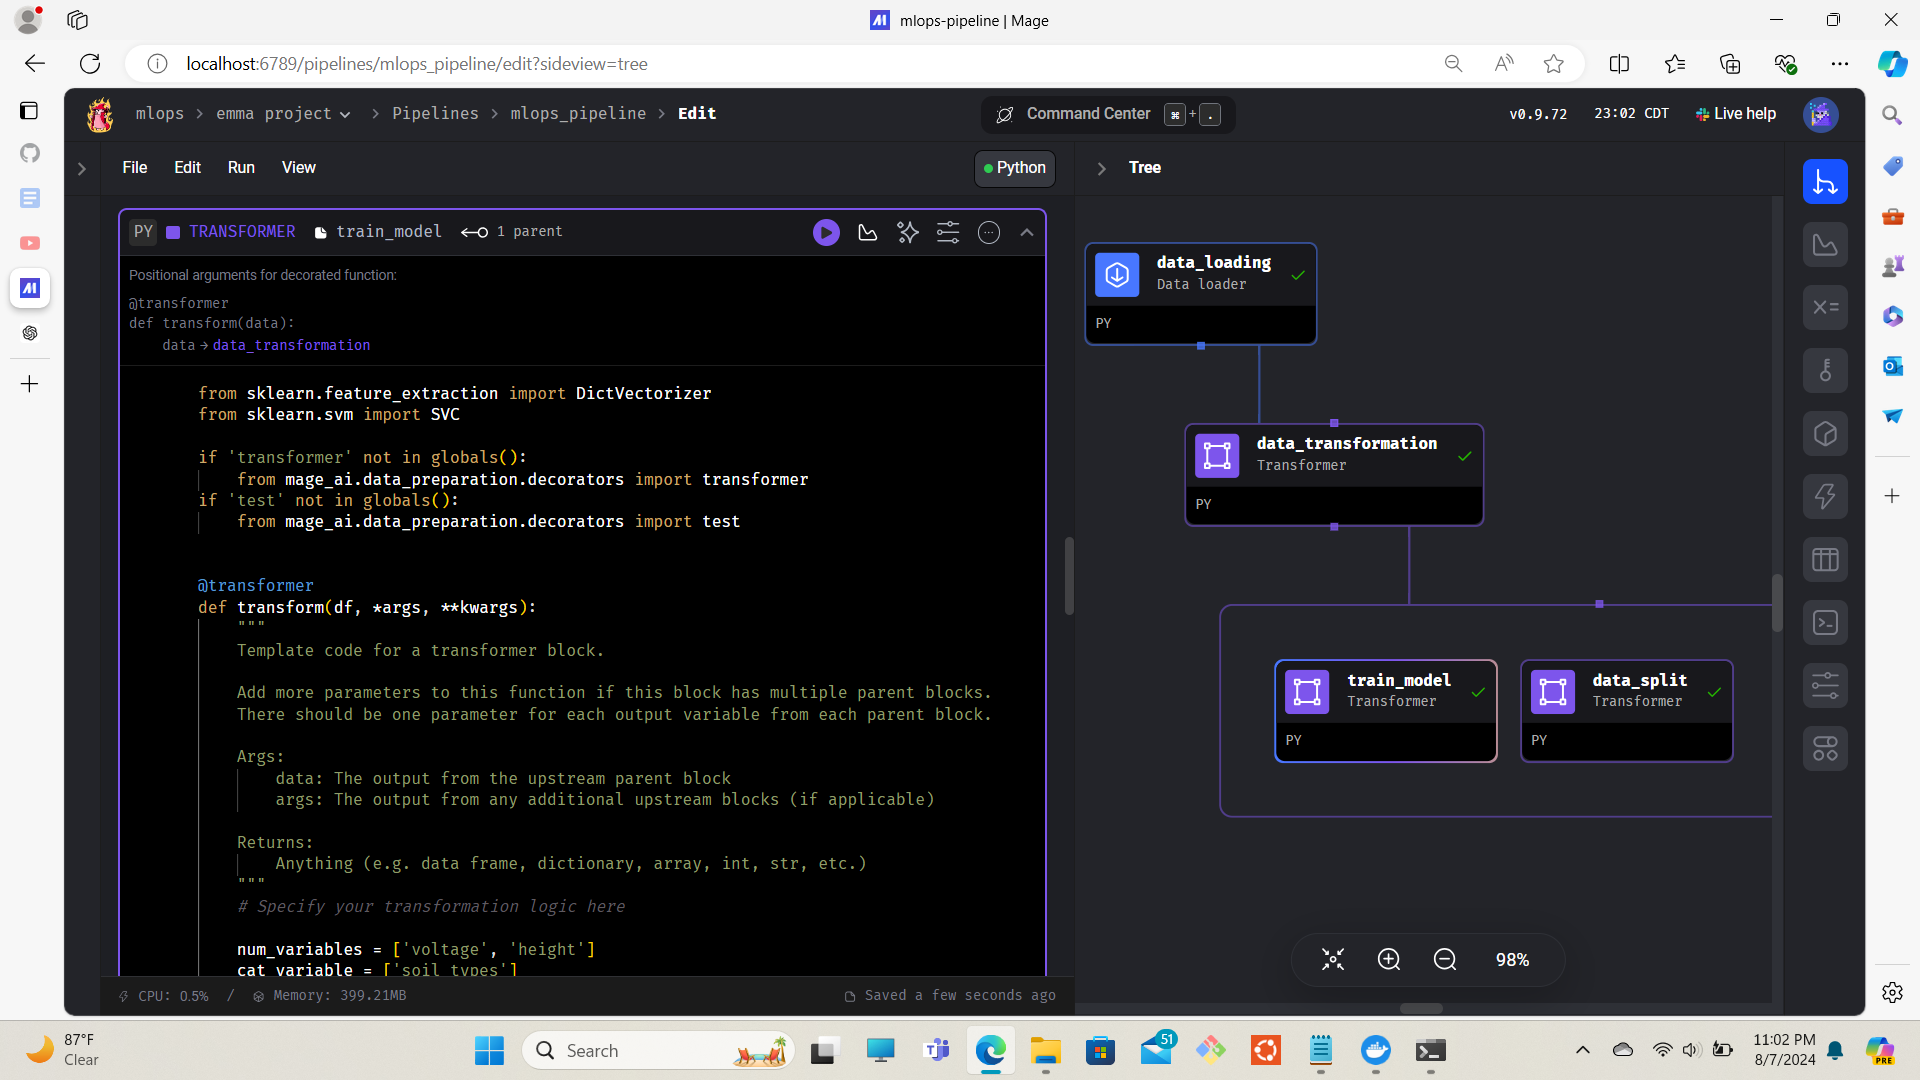 mlops-pipeline | Mage
localhost:6789/pipelines/mlops_pipeline/edit?sideview=tree
mlops > emma project > Pipelines > mlops_pipeline > Edit
Command Center ⌘ + .
v0.9.72 23:02 CDT Live help
File Edit Run View
Python
Tree
PY TRANSFORMER train_model 1 parent
Positional arguments for decorated function:
@transformer
def transform(data):
data → data_transformation
from sklearn.feature_extraction import DictVectorizer
from sklearn.svm import SVC
if 'transformer' not in globals():
from mage_ai.data_preparation.decorators import transformer
if 'test' not in globals():
from mage_ai.data_preparation.decorators import test
@transformer
def transform(df, *args, **kwargs):
"""
Template code for a transformer block.
Add more parameters to this function if this block has multiple parent blocks.
There should be one parameter for each output variable from each parent block.
Args:
data: The output from the upstream parent block
args: The output from any additional upstream blocks (if applicable)
Returns:
Anything (e.g. data frame, dictionary, array, int, str, etc.)
"""
# Specify your transformation logic here
num_variables = ['voltage', 'height']
cat_variable = ['soil_types']
CPU: 0.5% / Memory: 399.21MB
Saved a few seconds ago
data_loading
Data loader
PY
data_transformation
Transformer
PY
train_model
Transformer
PY
data_split
Transformer
PY
98%
87°F
Clear
Search
51
11:02 PM
8/7/2024
PRE